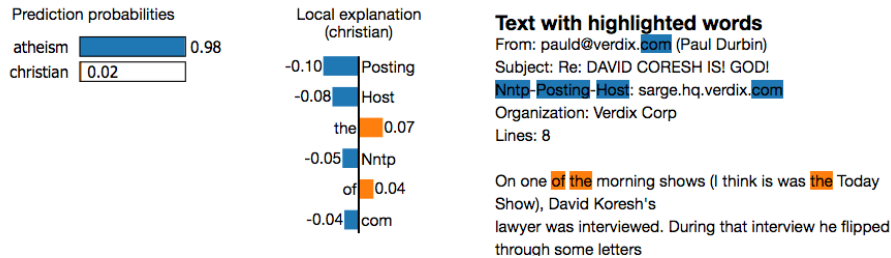 Prediction probabilities
atheism 0.98
christian 0.02
Local explanation
(christian)
-0.10 Posting
-0.08 Host
the 0.07
-0.05 Nntp
of 0.04
-0.04 com
Text with highlighted words
From: pauld@verdix.com (Paul Durbin)
Subject: Re: DAVID CORESH IS! GOD!
Nntp-Posting-Host: sarge.hq.verdix.com
Organization: Verdix Corp
Lines: 8
On one of the morning shows (I think is was the Today
Show), David Koresh's
lawyer was interviewed. During that interview he flipped
through some letters